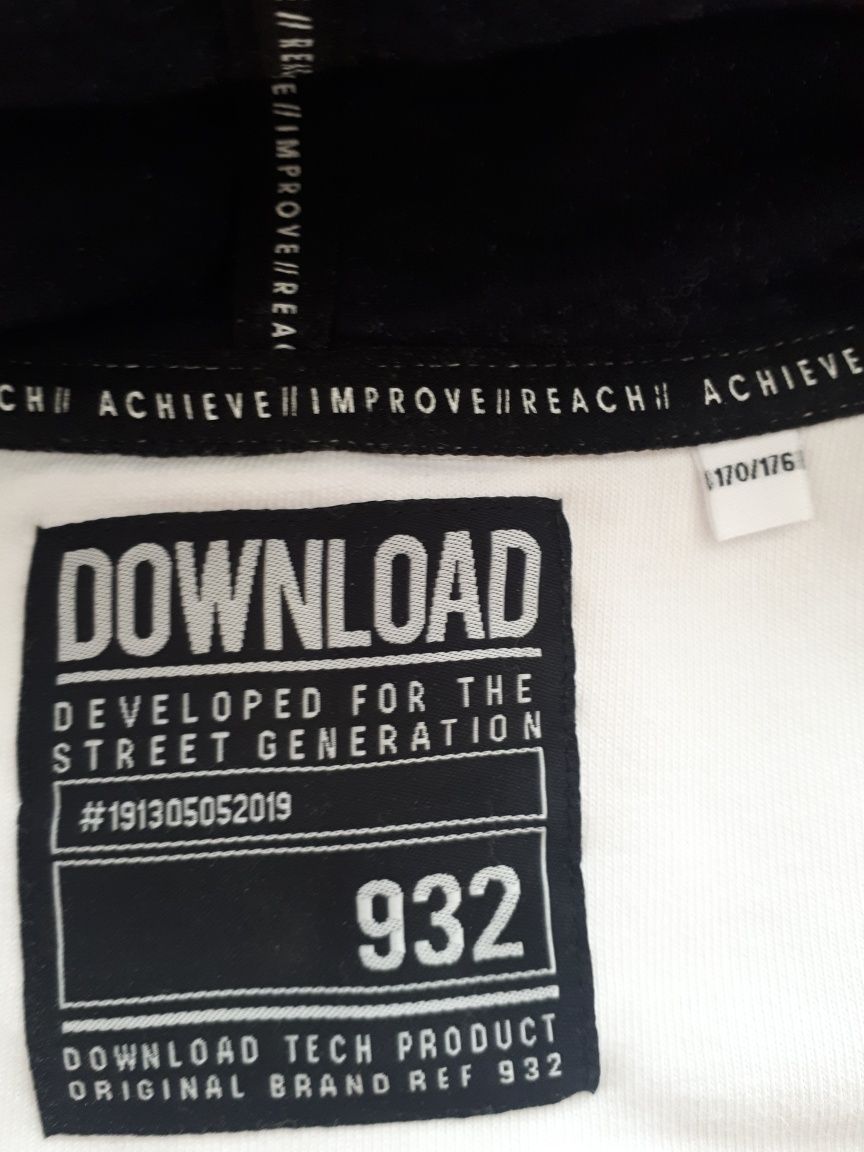 //IMPROVE//REA
CH// ACHIEVE//IMPROVE//REACH// ACHIEVE
170/176
DOWNLOAD
DEVELOPED FOR THE
STREET GENERATION
#191305052019
932
DOWNLOAD TECH PRODUCT
ORIGINAL BRAND REF 932